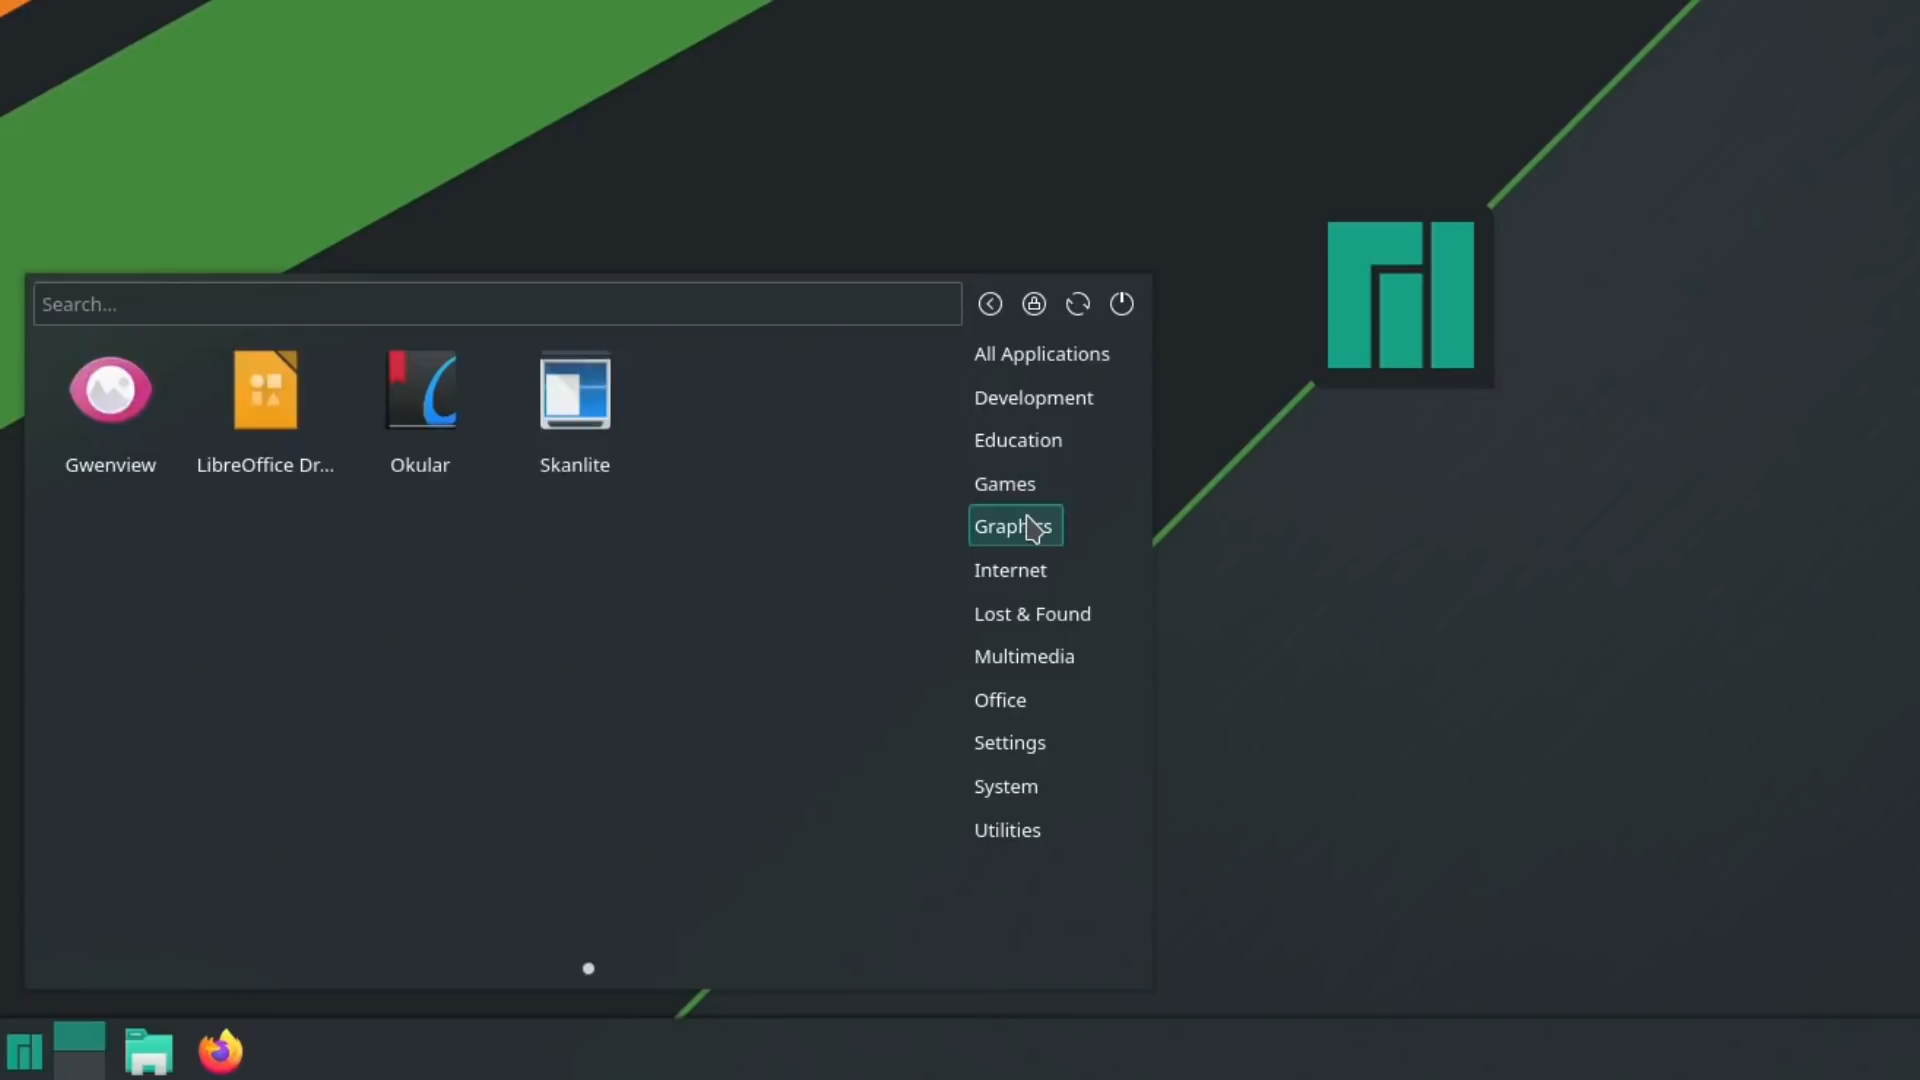 Search...
Gwenview
LibreOffice Dr...
Okular
Skanlite
All Applications
Development
Education
Games
Graphics
Internet
Lost & Found
Multimedia
Office
Settings
System
Utilities